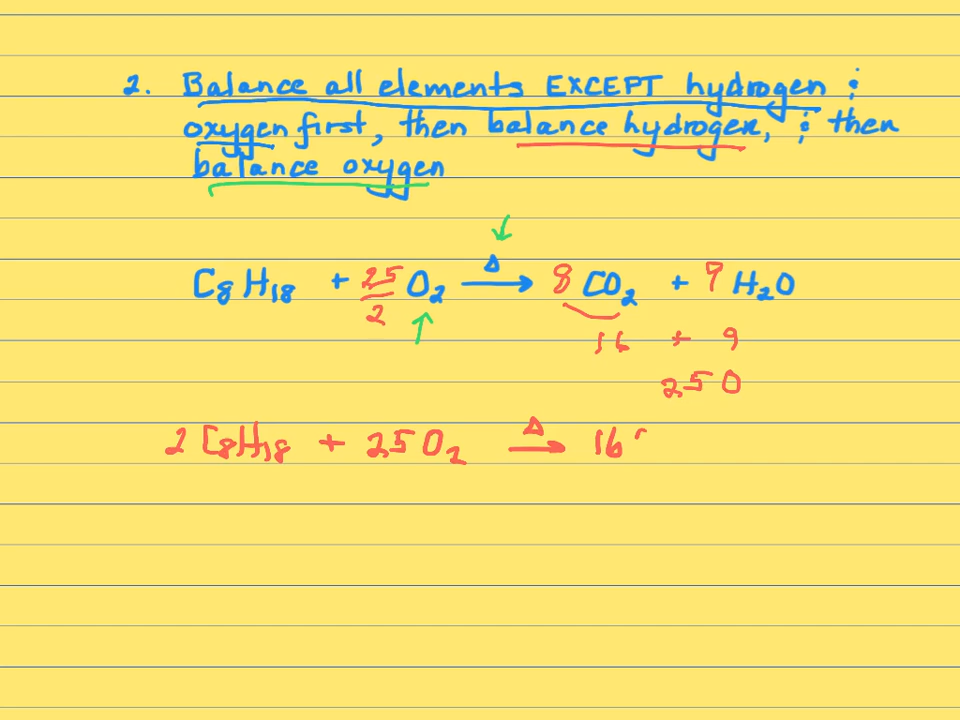 2. Balance all elements EXCEPT hydrogen &
oxygen first, then balance hydrogen, & then
balance oxygen
C8H18 + 25/2 O2 Δ→ 8 CO2 + 9 H2O
16 + 9
25 O
2 C8H18 + 25 O2 Δ→ 16